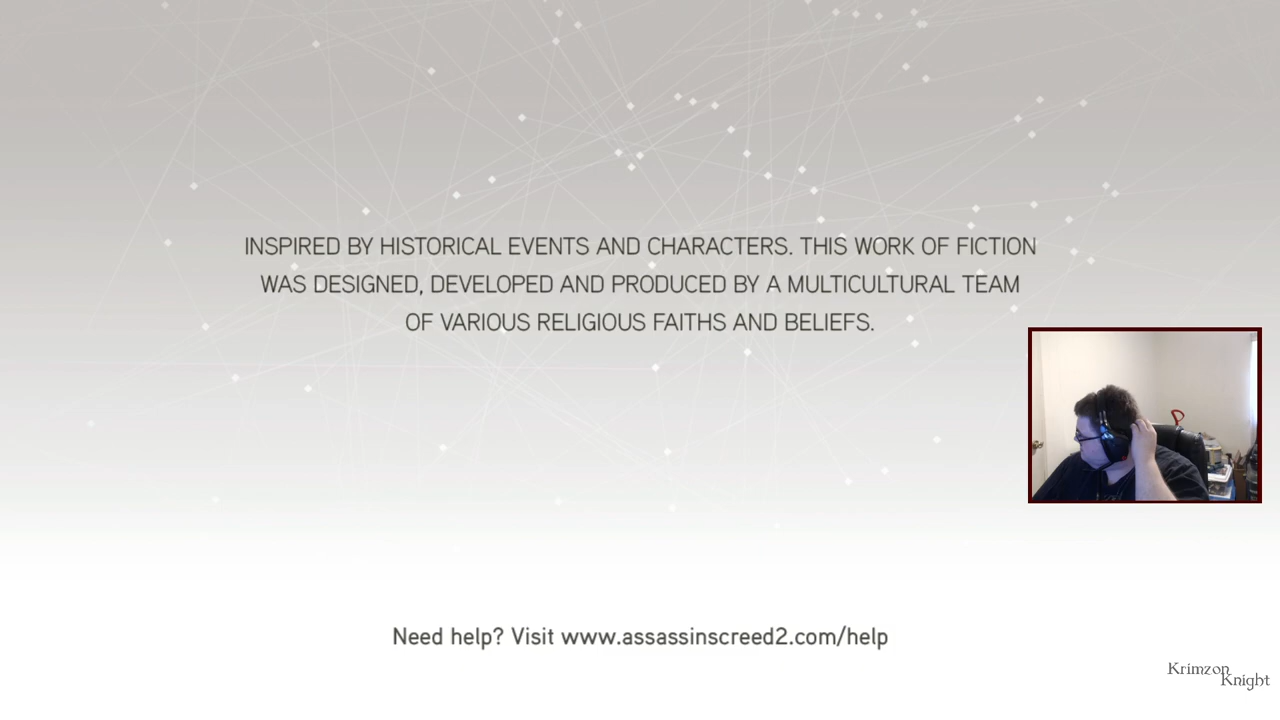 INSPIRED BY HISTORICAL EVENTS AND CHARACTERS. THIS WORK OF FICTION
WAS DESIGNED, DEVELOPED AND PRODUCED BY A MULTICULTURAL TEAM
OF VARIOUS RELIGIOUS FAITHS AND BELIEFS.
Need help? Visit www.assassinscreed2.com/help
Krimzon
Knight